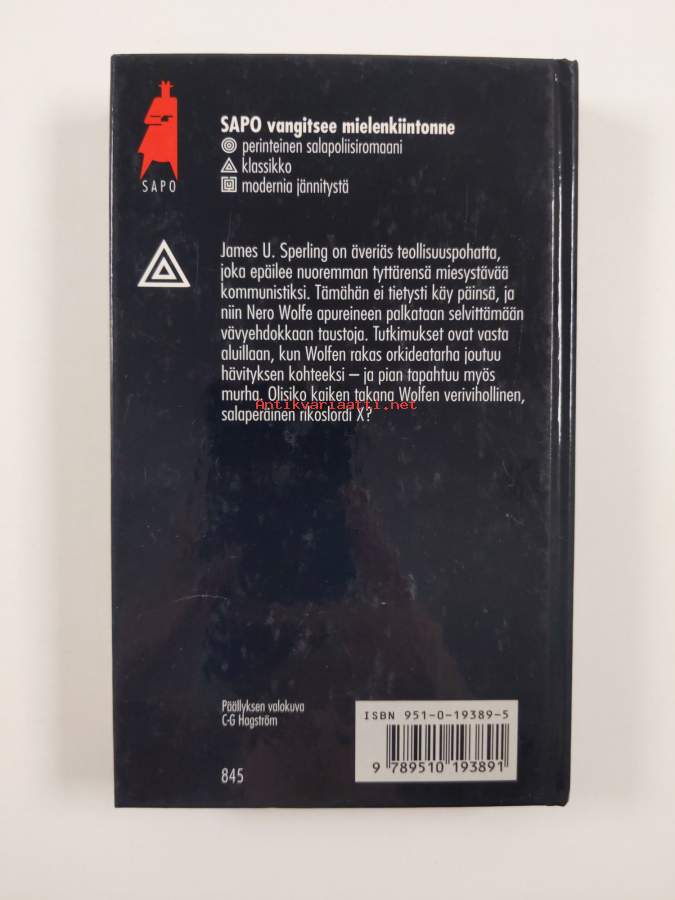 SAPO
SAPO vangitsee mielenkiintonne
perinteinen salapoliisiromaani
klassikko
modernia jännitystä
James U. Sperling on äveriäs teollisuuspohatta,
joka epäilee nuoremman tyttärensä miesystävää
kommunistiksi. Tämähän ei tietysti käy päinsä, ja
niin Nero Wolfe apureineen palkataan selvittämään
vävyehdokkaan taustoja. Tutkimukset ovat vasta
aluillaan, kun Wolfen rakas orkideatarha joutuu
hävityksen kohteeksi – ja pian tapahtuu myös
murha. Olisiko kaiken takana Wolfen verivihollinen,
Antikvariaatti.net
salaperäinen rikoslordi X?
Päällyksen valokuva
C-G Hagström
845
ISBN 951-0-19389-5
9 789510 193891